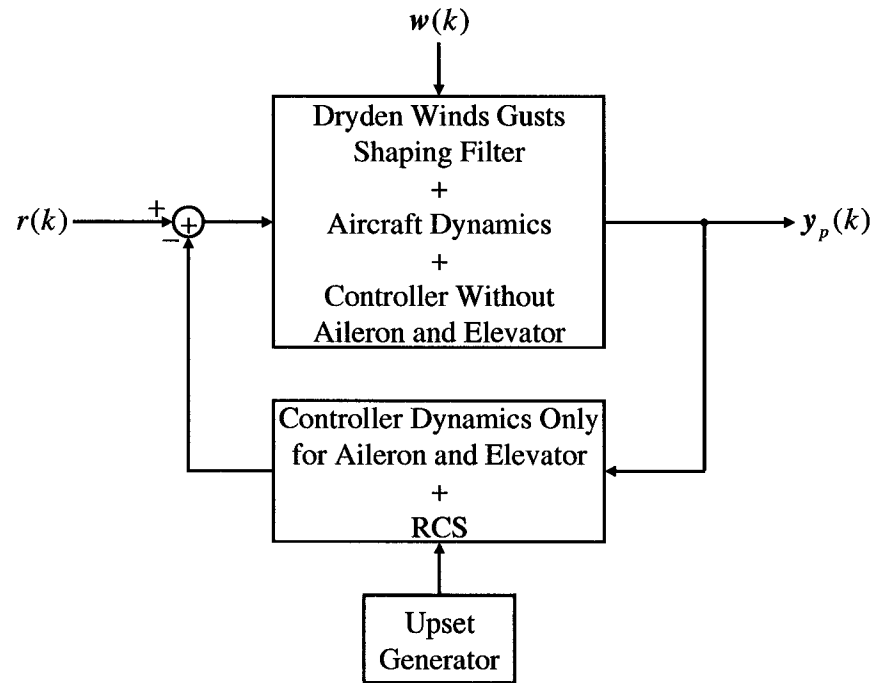 w(k)
Dryden Winds Gusts
Shaping Filter
+
Aircraft Dynamics
+
Controller Without
Aileron and Elevator
r(k)
+
+
−
y_p(k)
Controller Dynamics Only
for Aileron and Elevator
+
RCS
Upset
Generator